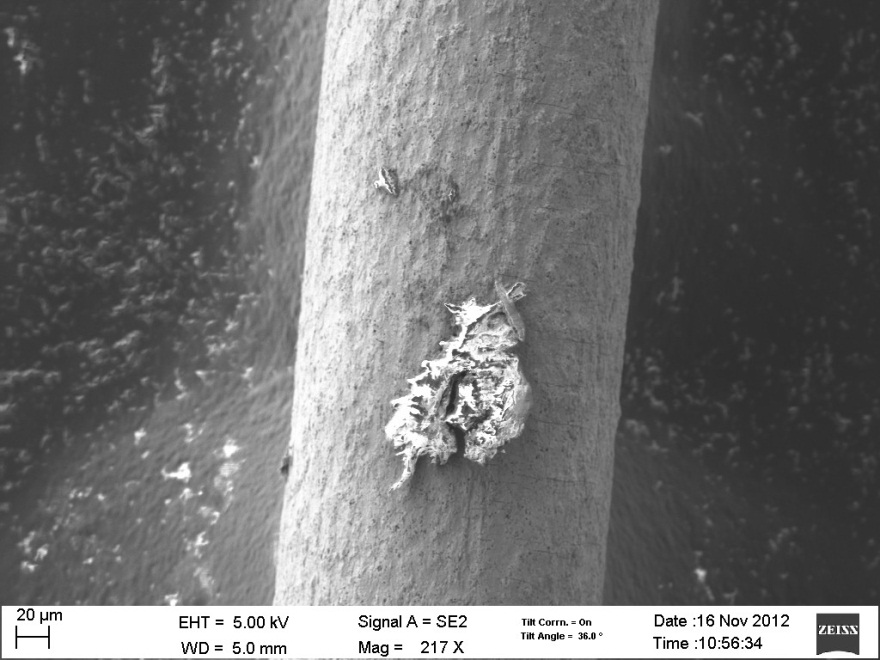 20 µm
EHT = 5.00 kV
WD = 5.0 mm
Signal A = SE2
Mag = 217 X
Tilt Corrn. = On
Tilt Angle = 36.0 °
Date :16 Nov 2012
Time :10:56:34
ZEISS